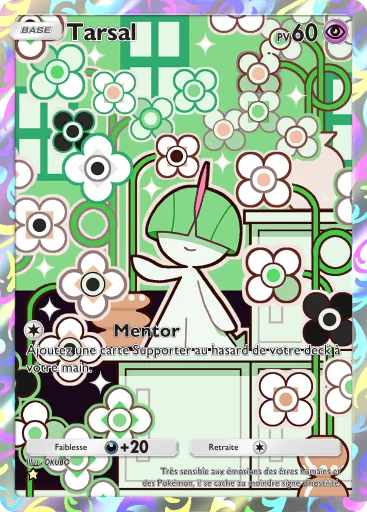 BASE Tarsal PV60
Mentor
Ajoutez une carte Supporter au hasard de votre deck à
votre main.
Faiblesse +20 Retraite
Illus. OKUBO
Très sensible aux émotions des êtres humains et
des Pokémon, il se cache au moindre signe d'hostilité.